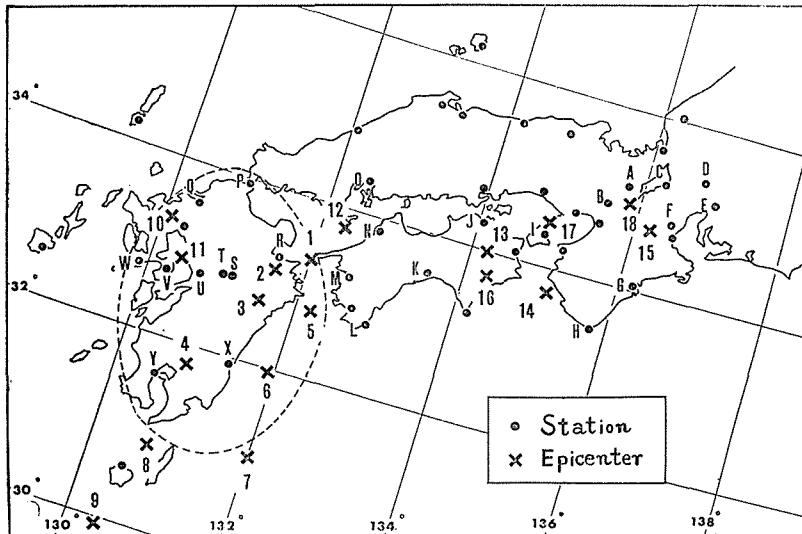 34°
32°
30°
130°
132°
134°
136°
138°
A
B
C
D
E
F
G
H
I
J
K
L
M
N
O
P
Q
R
S
T
U
V
W
X
Y
1
2
3
4
5
6
7
8
9
10
11
12
13
14
15
16
17
18
Station
Epicenter